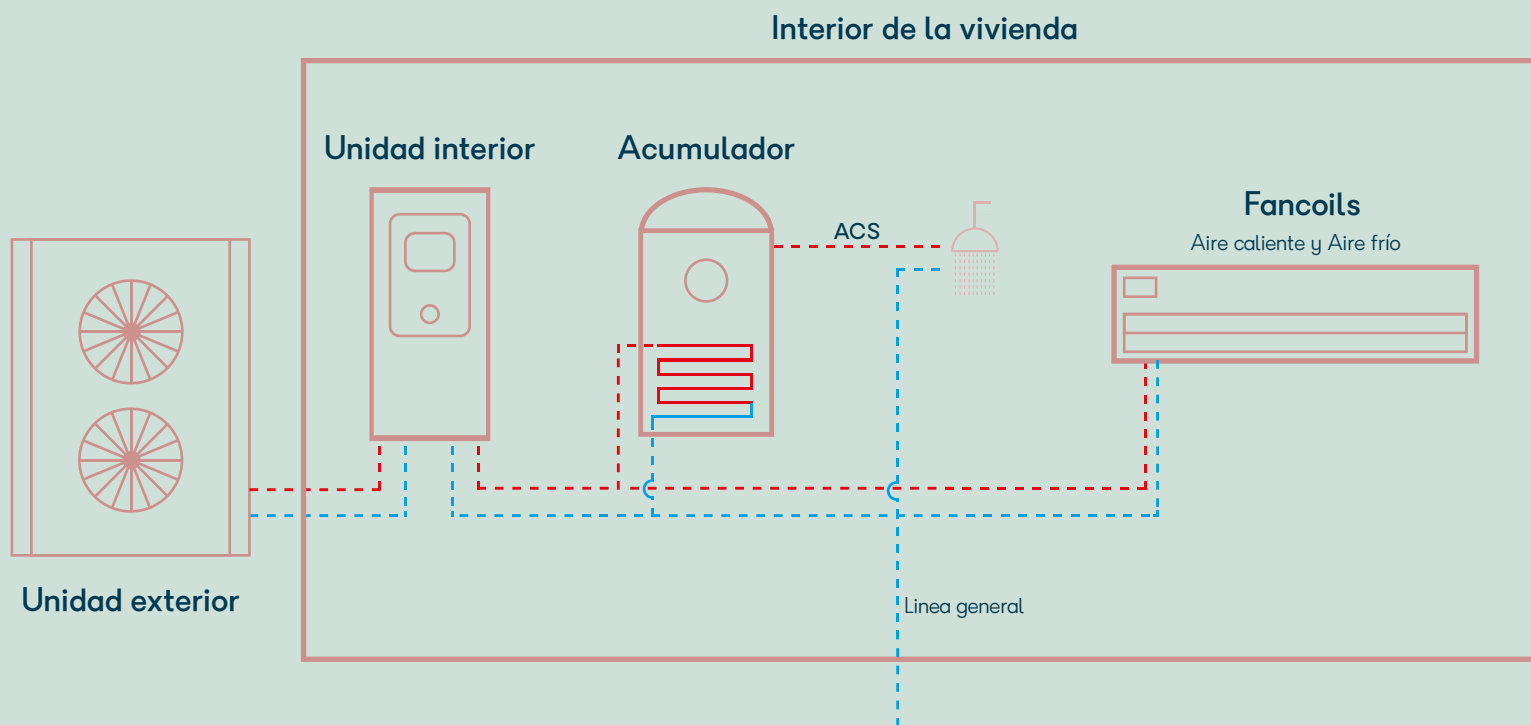 Interior de la vivienda
Unidad interior
Acumulador
ACS
Fancoils
Aire caliente y Aire frío
Unidad exterior
Linea general